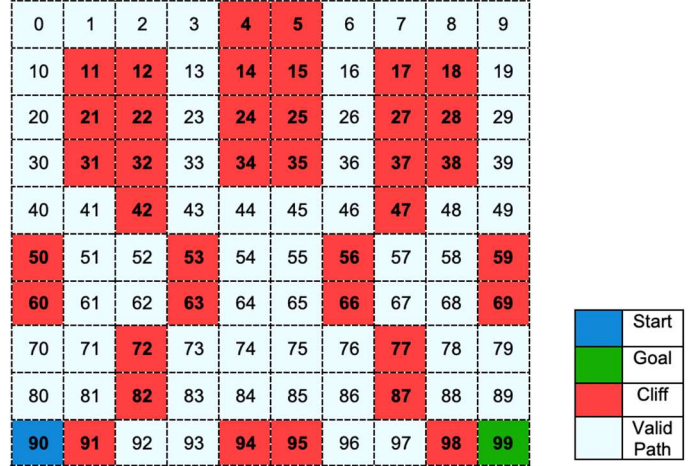 0 1 2 3 4 5 6 7 8 9
10 11 12 13 14 15 16 17 18 19
20 21 22 23 24 25 26 27 28 29
30 31 32 33 34 35 36 37 38 39
40 41 42 43 44 45 46 47 48 49
50 51 52 53 54 55 56 57 58 59
60 61 62 63 64 65 66 67 68 69
70 71 72 73 74 75 76 77 78 79
80 81 82 83 84 85 86 87 88 89
90 91 92 93 94 95 96 97 98 99
Start
Goal
Cliff
Valid
Path